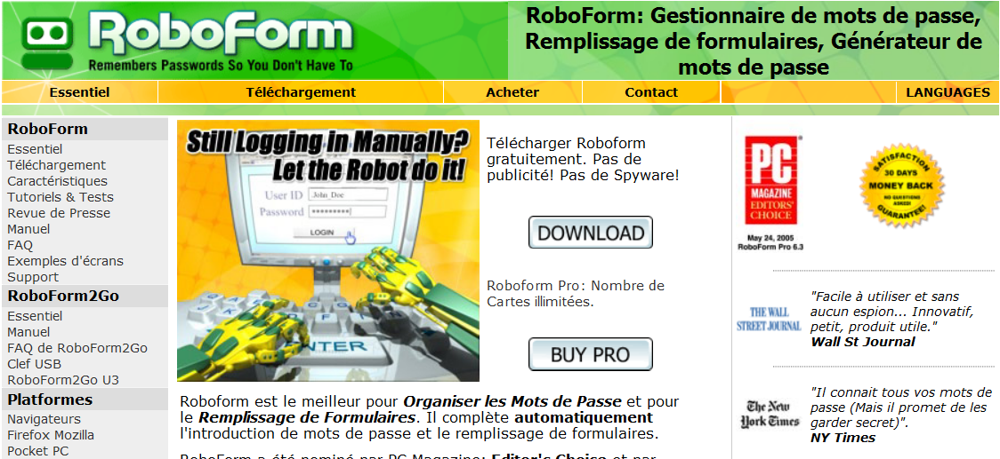 RoboForm
Remembers Passwords So You Don't Have To
RoboForm: Gestionnaire de mots de passe,
Remplissage de formulaires, Générateur de
mots de passe
Essentiel
Téléchargement
Acheter
Contact
LANGUAGES
RoboForm
Essentiel
Téléchargement
Caractéristiques
Tutoriels & Tests
Revue de Presse
Manuel
FAQ
Exemples d'écrans
Support
RoboForm2Go
Essentiel
Manuel
FAQ de RoboForm2Go
Clef USB
RoboForm2Go U3
Platformes
Navigateurs
Firefox Mozilla
Pocket PC
Still Logging in Manually?
Let the Robot do it!
User ID John_Doe
Password *********
LOGIN
ENTER
Télécharger Roboform
gratuitement. Pas de
publicité! Pas de Spyware!
DOWNLOAD
Roboform Pro: Nombre de
Cartes illimitées.
BUY PRO
Roboform est le meilleur pour Organiser les Mots de Passe et pour
le Remplissage de Formulaires. Il complète automatiquement
l'introduction de mots de passe et le remplissage de formulaires.
RoboForm a été nominé par PC Magazine: Editor's Choice et par
PC
MAGAZINE
EDITORS'
CHOICE
May 24, 2005
RoboForm Pro 6.3
SATISFACTION
30 DAYS
MONEY BACK
NO QUESTIONS
ASKED!
GUARANTEE!
THE WALL
STREET JOURNAL
"Facile à utiliser et sans
aucun espion... Innovatif,
petit, produit utile."
Wall St Journal
The New
York Times
"Il connait tous vos mots de
passe (Mais il promet de les
garder secret)".
NY Times